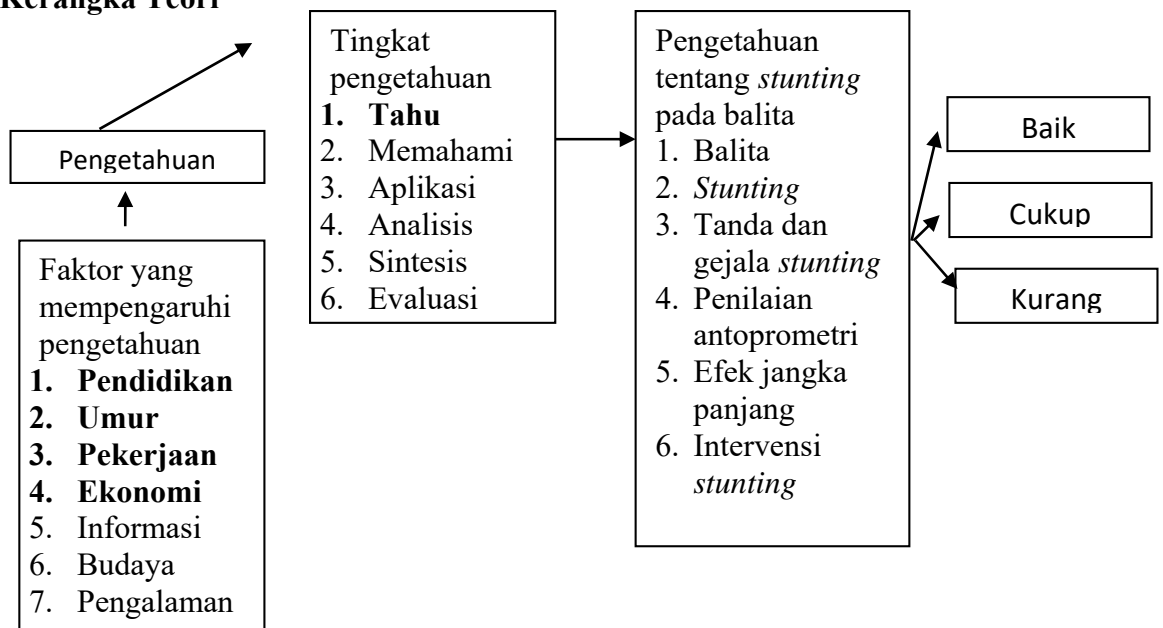 Kerangka Teori
Pengetahuan
Faktor yang
mempengaruhi
pengetahuan
1. Pendidikan
2. Umur
3. Pekerjaan
4. Ekonomi
5. Informasi
6. Budaya
7. Pengalaman
Tingkat
pengetahuan
1. Tahu
2. Memahami
3. Aplikasi
4. Analisis
5. Sintesis
6. Evaluasi
Pengetahuan
tentang stunting
pada balita
1. Balita
2. Stunting
3. Tanda dan
gejala stunting
4. Penilaian
antoprometri
5. Efek jangka
panjang
6. Intervensi
stunting
Baik
Cukup
Kurang